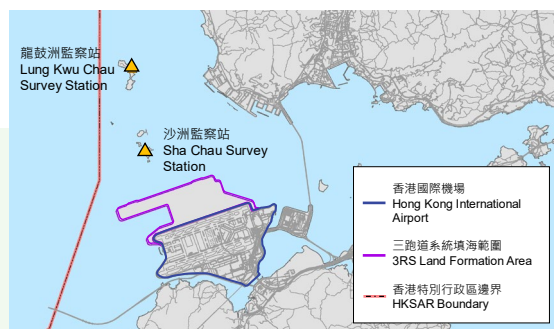 龍鼓洲監察站
Lung Kwu Chau
Survey Station
沙洲監察站
Sha Chau Survey
Station
香港國際機場
Hong Kong International
Airport
三跑道系統填海範圍
3RS Land Formation Area
香港特別行政區邊界
HKSAR Boundary